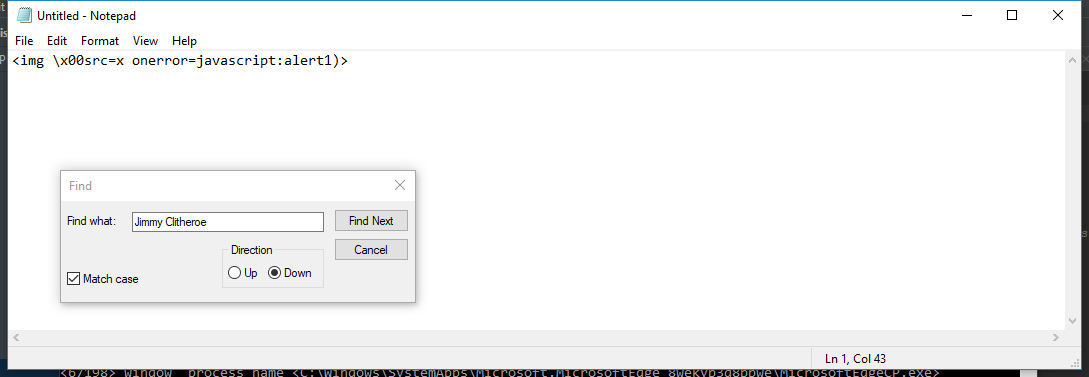 Untitled - Notepad
File Edit Format View Help
<img \x00src=x onerror=javascript:alert1)>
Find
Find what: Jimmy Clitheroe Find Next
Direction Cancel
Up Down
Match case
Ln 1, Col 43
<6/198> window process name <C:\Windows\SystemApps\Microsoft.MicrosoftEdge_8wekyb3d8bbwe\MicrosoftEdgeCP.exe>